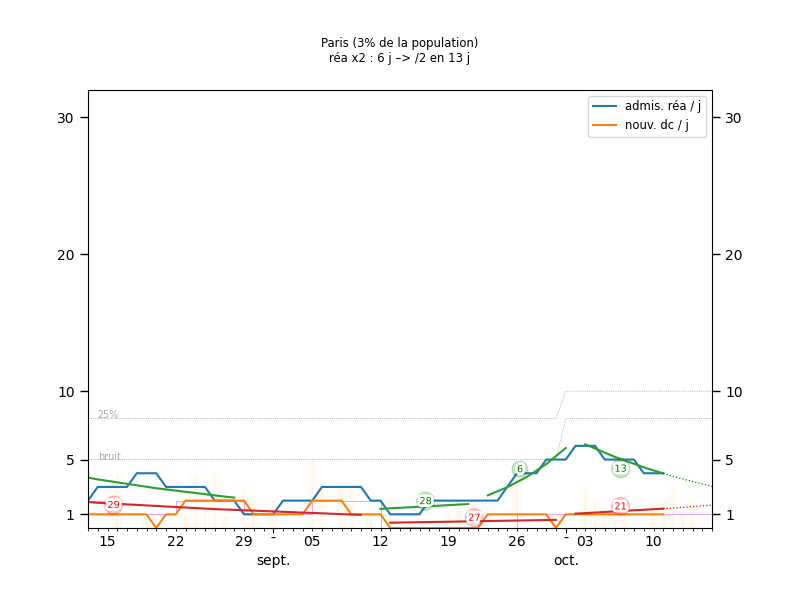 Paris (3% de la population)
réa x2 : 6 j –> /2 en 13 j
admis. réa / j
nouv. dc / j
30 30
20 20
10 10
25%
5 bruit 5
6 13
29 28 27 21
1 1
15 22 29 - 05 12 19 26 - 03 10
sept. oct.